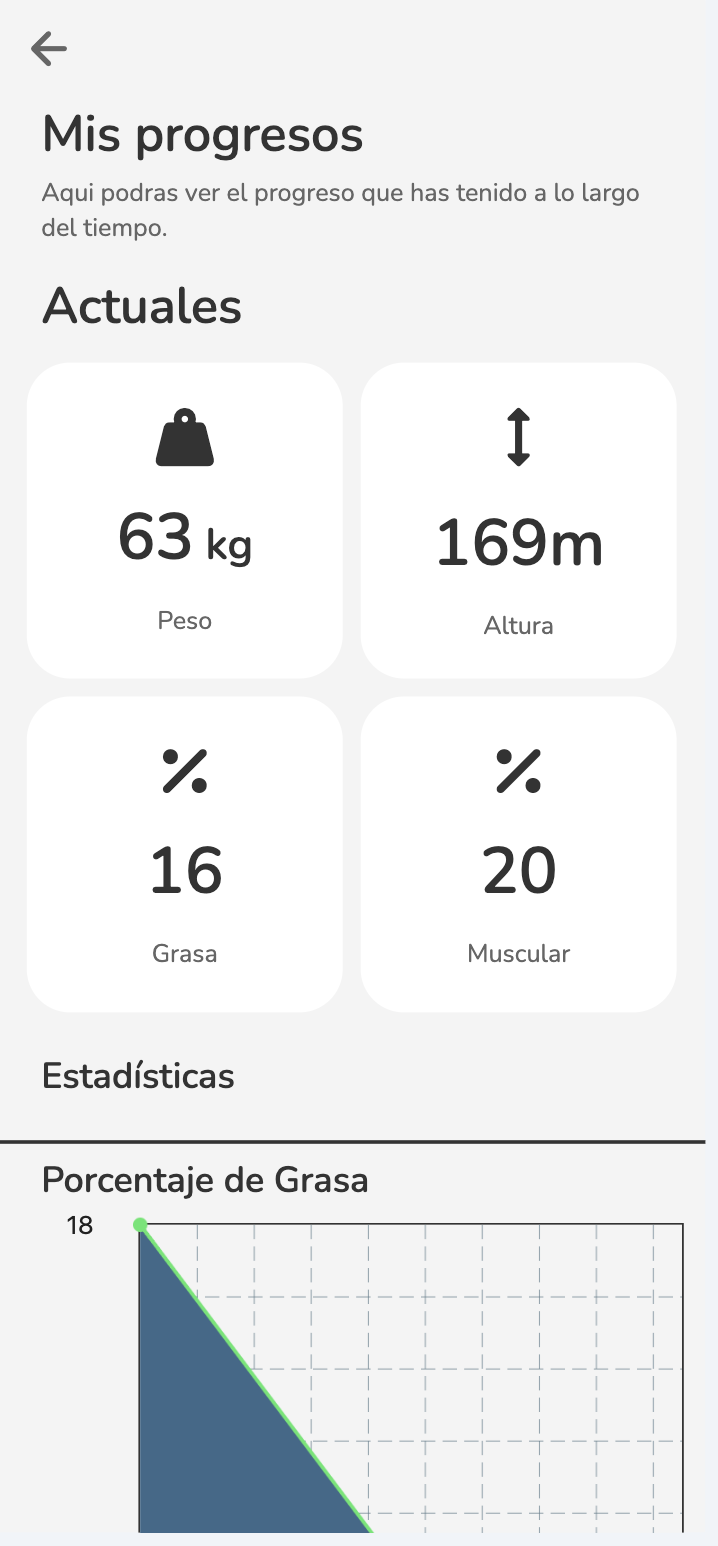 Mis progresos
Aqui podras ver el progreso que has tenido a lo largo
del tiempo.
Actuales
63 kg
Peso
169m
Altura
16
Grasa
20
Muscular
Estadísticas
Porcentaje de Grasa
18